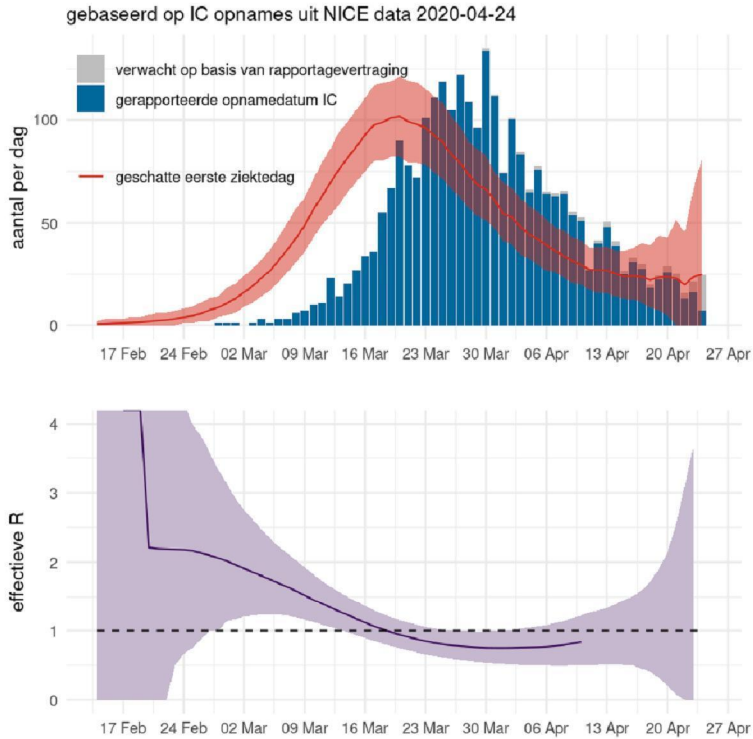 gebaseerd op IC opnames uit NICE data 2020-04-24
verwacht op basis van rapportagevertraging
gerapporteerde opnamedatum IC
geschatte eerste ziektedag
aantal per dag
100
50
0
17 Feb 24 Feb 02 Mar 09 Mar 16 Mar 23 Mar 30 Mar 06 Apr 13 Apr 20 Apr 27 Apr
effectieve R
4
3
2
1
0
17 Feb 24 Feb 02 Mar 09 Mar 16 Mar 23 Mar 30 Mar 06 Apr 13 Apr 20 Apr 27 Apr